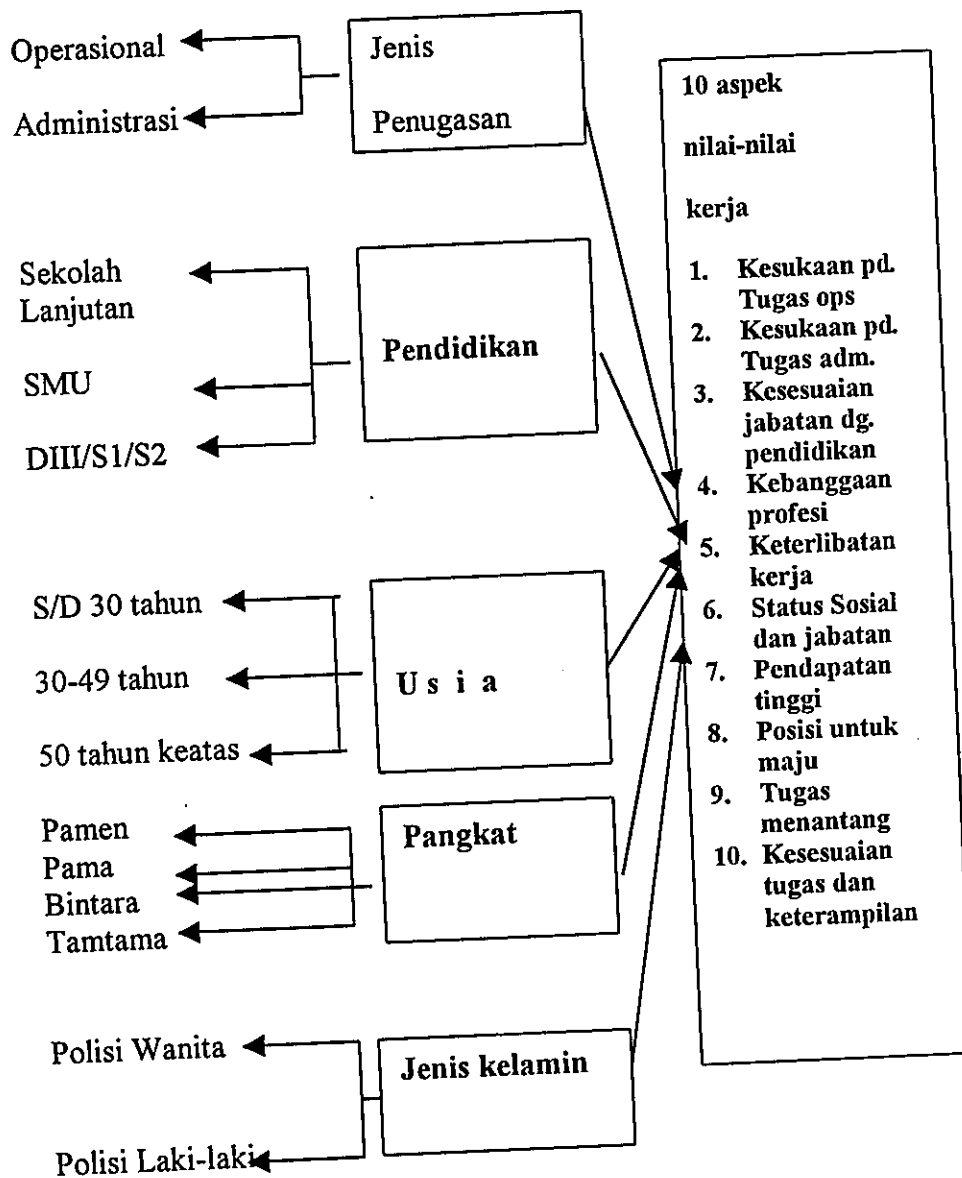 Operasional
Administrasi
Jenis
Penugasan
Sekolah
Lanjutan
SMU
DIII/S1/S2
Pendidikan
S/D 30 tahun
30-49 tahun
50 tahun keatas
U s i a
Pamen
Pama
Bintara
Tamtama
Pangkat
Polisi Wanita
Polisi Laki-laki
Jenis kelamin
10 aspek
nilai-nilai
kerja
1. Kesukaan pd.
Tugas ops
2. Kesukaan pd.
Tugas adm.
3. Kesesuaian
jabatan dg.
pendidikan
4. Kebanggaan
profesi
5. Keterlibatan
kerja
6. Status Sosial
dan jabatan
7. Pendapatan
tinggi
8. Posisi untuk
maju
9. Tugas
menantang
10. Kesesuaian
tugas dan
keterampilan